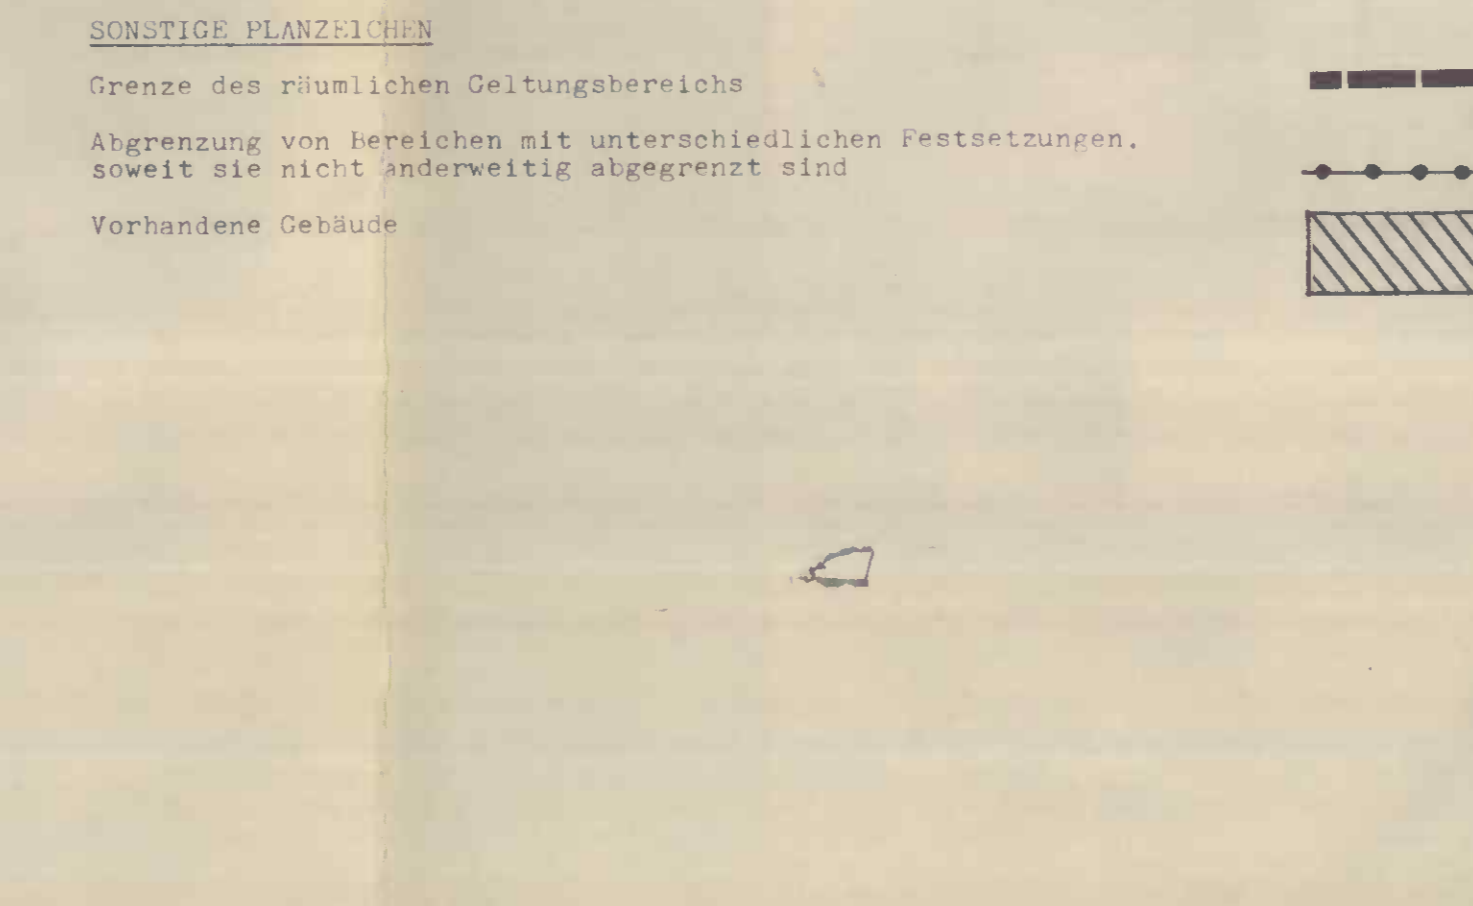 SONSTIGE PLANZEICHEN
Grenze des räumlichen Geltungsbereichs
Abgrenzung von Bereichen mit unterschiedlichen Festsetzungen.
soweit sie nicht anderweitig abgegrenzt sind
Vorhandene Gebäude